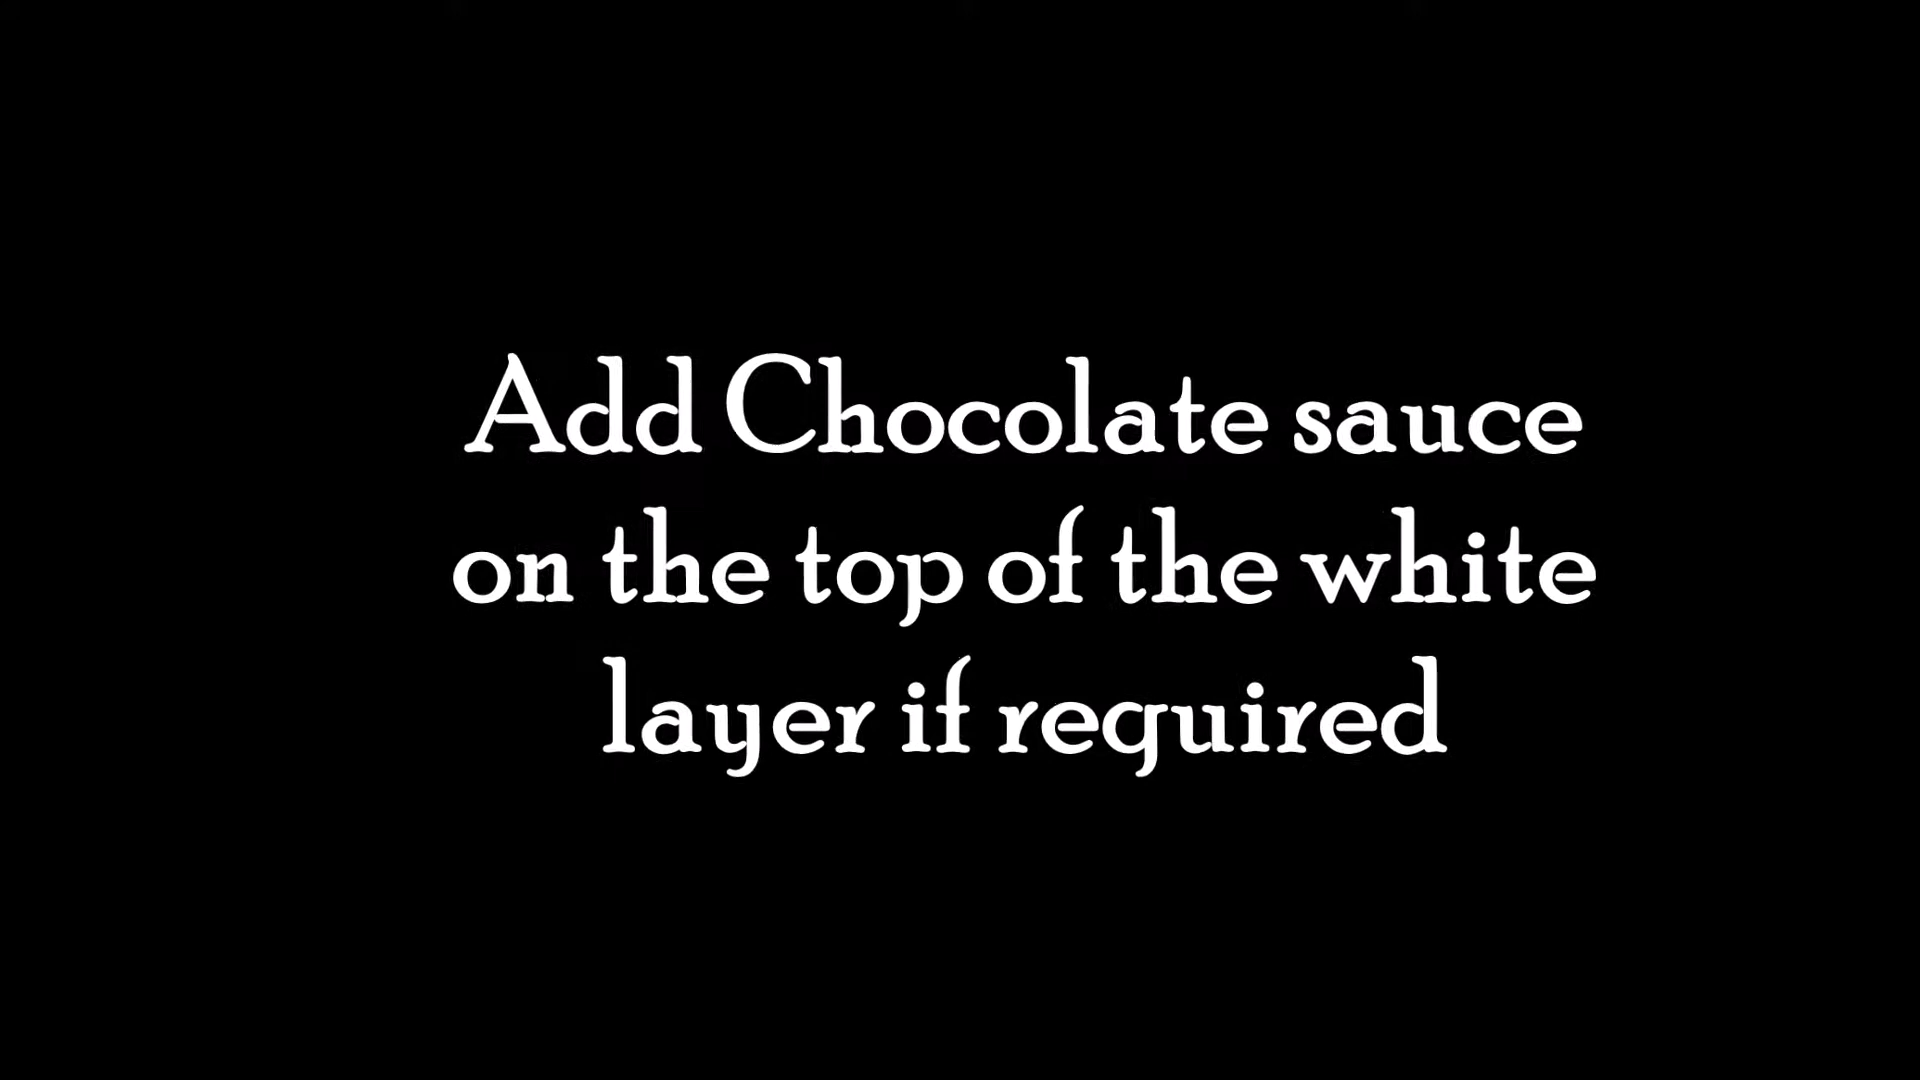 Add Chocolate sauce
on the top of the white
layer if required